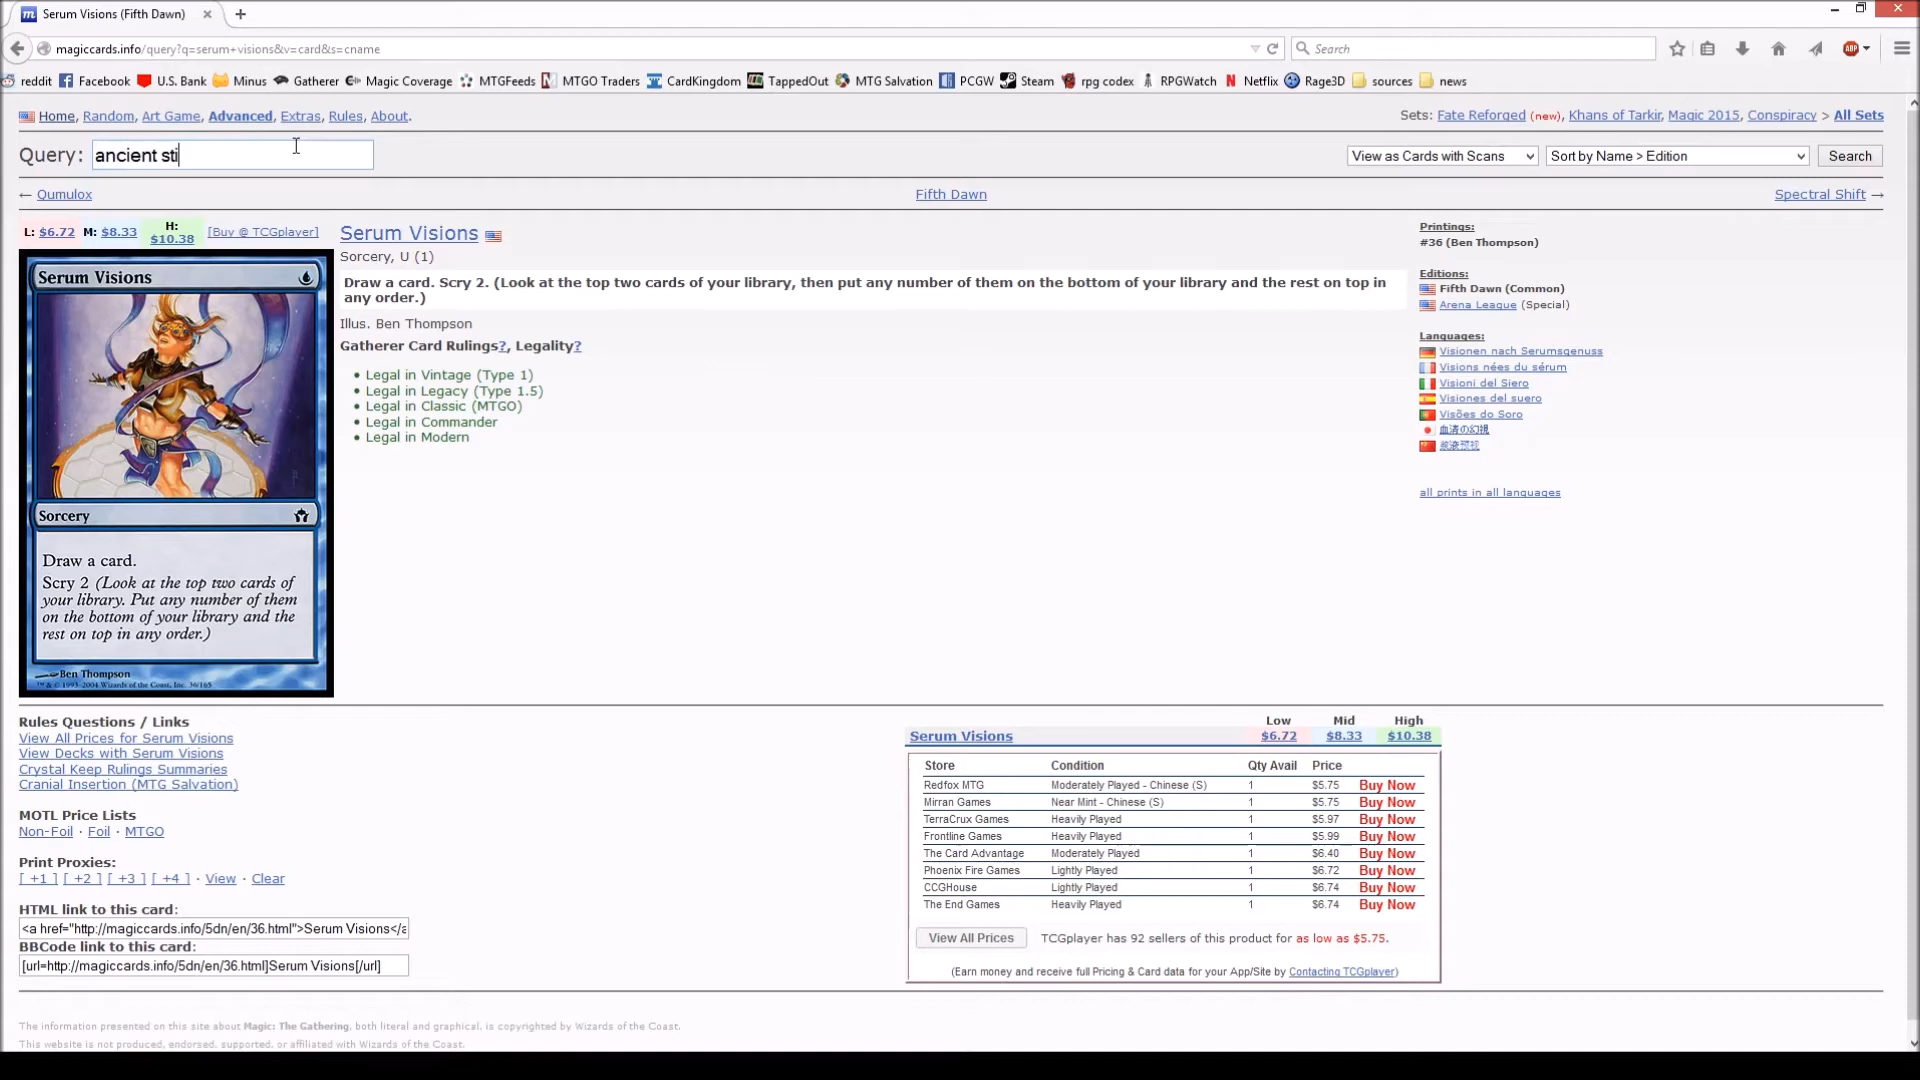 Serum Visions (Fifth Dawn)
magiccards.info/query?q=serum+visions&v=card&s=cname
Search
ABP
reddit Facebook U.S. Bank Minus Gatherer Magic Coverage MTGFeeds MTGO Traders CardKingdom TappedOut MTG Salvation PCGW Steam rpg codex RPGWatch Netflix Rage3D sources news
Home, Random, Art Game, Advanced, Extras, Rules, About.
Sets: Fate Reforged (new), Khans of Tarkir, Magic 2015, Conspiracy > All Sets
Query: ancient sti
View as Cards with Scans
Sort by Name > Edition
Search
← Qumulox
Fifth Dawn
Spectral Shift →
L: $6.72 M: $8.33 H: $10.38 [Buy @ TCGplayer]
Serum Visions
Sorcery
Draw a card.
Scry 2 (Look at the top two cards of
your library. Put any number of them
on the bottom of your library and the
rest on top in any order.)
Ben Thompson
™ & © 1993-2004 Wizards of the Coast, Inc. 36/165
Serum Visions
Sorcery, U (1)
Draw a card. Scry 2. (Look at the top two cards of your library, then put any number of them on the bottom of your library and the rest on top in
any order.)
Illus. Ben Thompson
Gatherer Card Rulings?, Legality?
• Legal in Vintage (Type 1)
• Legal in Legacy (Type 1.5)
• Legal in Classic (MTGO)
• Legal in Commander
• Legal in Modern
Printings:
#36 (Ben Thompson)
Editions:
Fifth Dawn (Common)
Arena League (Special)
Languages:
Visionen nach Serumsgenuss
Visions nées du sérum
Visioni del Siero
Visiones del suero
Visões do Soro
血清の幻視
all prints in all languages
Rules Questions / Links
View All Prices for Serum Visions
View Decks with Serum Visions
Crystal Keep Rulings Summaries
Cranial Insertion (MTG Salvation)
MOTL Price Lists
Non-Foil · Foil · MTGO
Print Proxies:
[ +1 ] [ +2 ] [ +3 ] [ +4 ] · View · Clear
HTML link to this card:
<a href="http://magiccards.info/5dn/en/36.html">Serum Visions</a
BBCode link to this card:
[url=http://magiccards.info/5dn/en/36.html]Serum Visions[/url]
Low Mid High
Serum Visions $6.72 $8.33 $10.38
Store Condition Qty Avail Price
Redfox MTG Moderately Played - Chinese (S) 1 $5.75 Buy Now
Mirran Games Near Mint - Chinese (S) 1 $5.75 Buy Now
TerraCrux Games Heavily Played 1 $5.97 Buy Now
Frontline Games Heavily Played 1 $5.99 Buy Now
The Card Advantage Moderately Played 1 $6.40 Buy Now
Phoenix Fire Games Lightly Played 1 $6.72 Buy Now
CCGHouse Lightly Played 1 $6.74 Buy Now
The End Games Heavily Played 1 $6.74 Buy Now
View All Prices
TCGplayer has 92 sellers of this product for as low as $5.75.
(Earn money and receive full Pricing & Card data for your App/Site by Contacting TCGplayer)
The information presented on this site about Magic: The Gathering, both literal and graphical, is copyrighted by Wizards of the Coast.
This website is not produced, endorsed, supported, or affiliated with Wizards of the Coast.